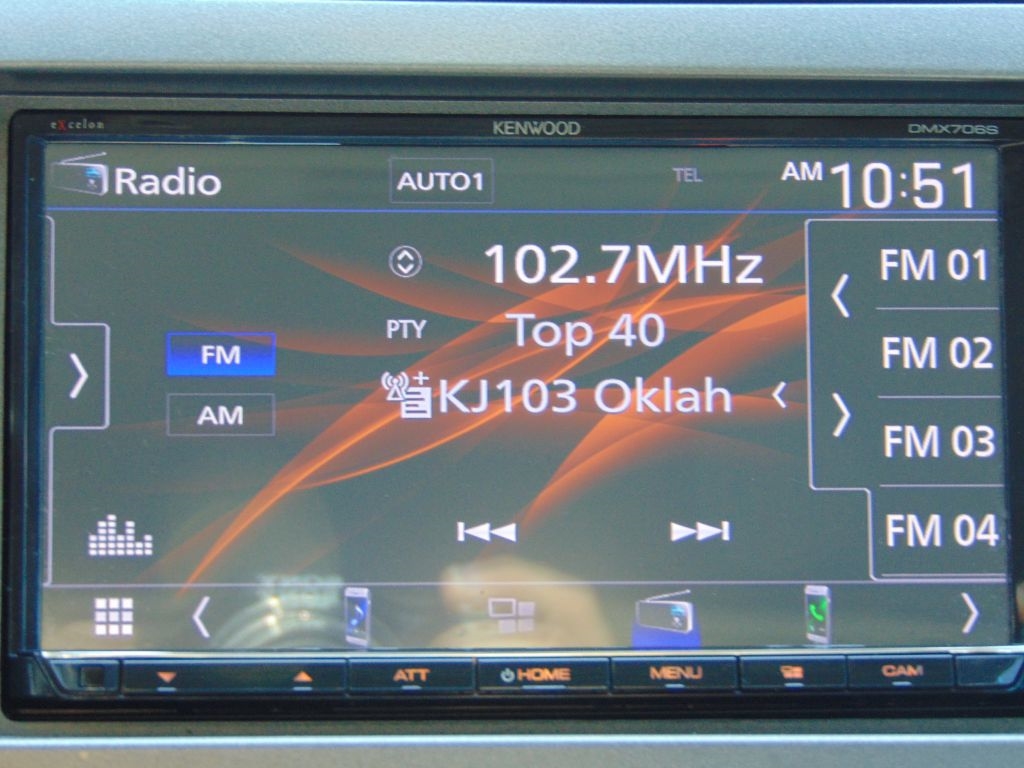 eXcelon
KENWOOD
DMX706S
Radio
AUTO1
TEL
AM 10:51
102.7MHz
PTY Top 40
KJ103 Oklah
FM
AM
FM 01
FM 02
FM 03
FM 04
ATT
HOME
MENU
CAM